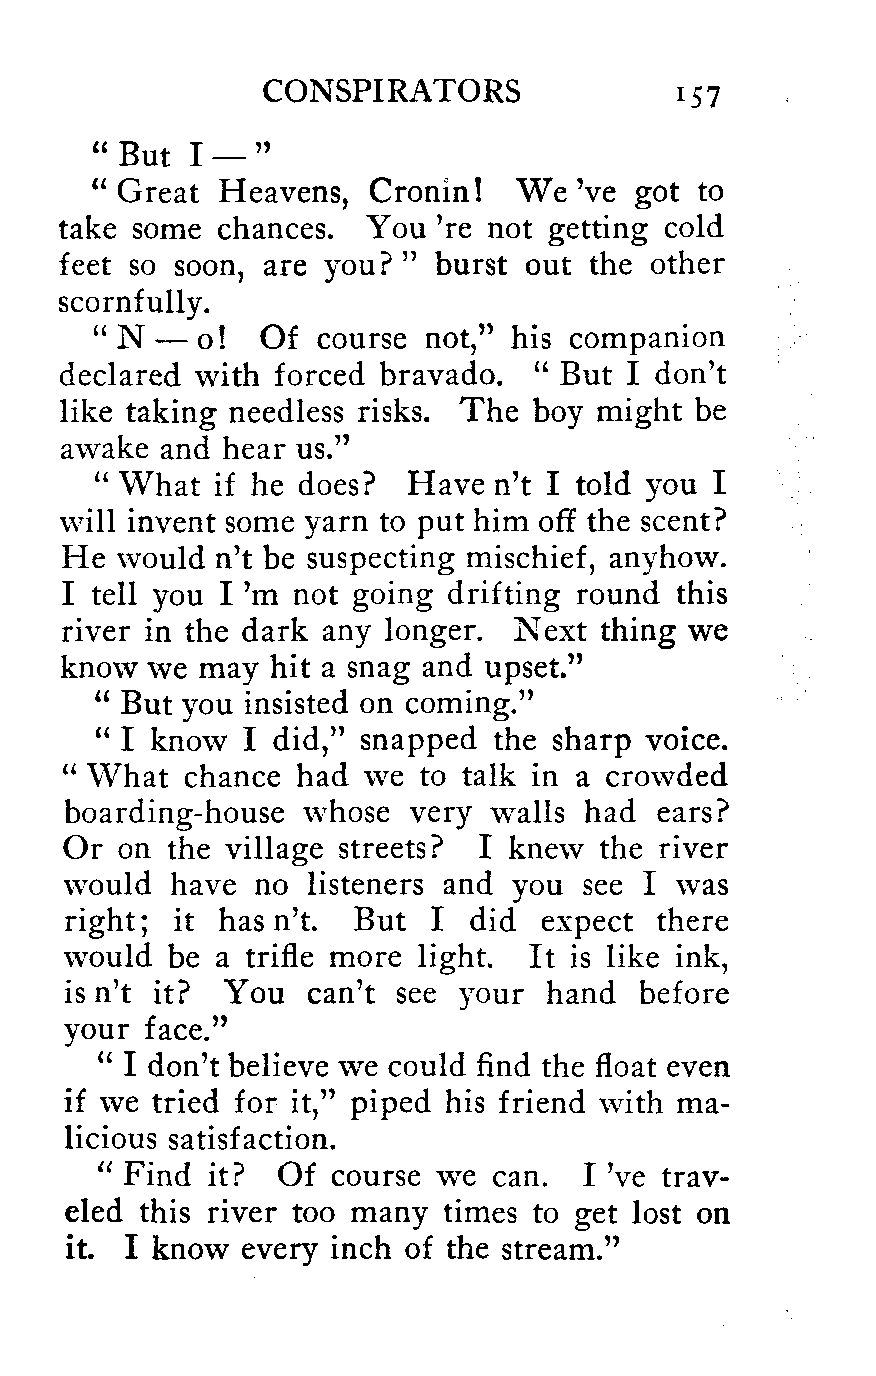 CONSPIRATORS 157
" But I — "
" Great Heavens, Cronin! We 've got to
take some chances. You 're not getting cold
feet so soon, are you? " burst out the other
scornfully.
" N — o! Of course not," his companion
declared with forced bravado. " But I don't
like taking needless risks. The boy might be
awake and hear us."
" What if he does? Have n't I told you I
will invent some yarn to put him off the scent?
He would n't be suspecting mischief, anyhow.
I tell you I 'm not going drifting round this
river in the dark any longer. Next thing we
know we may hit a snag and upset."
" But you insisted on coming."
" I know I did," snapped the sharp voice.
" What chance had we to talk in a crowded
boarding-house whose very walls had ears?
Or on the village streets? I knew the river
would have no listeners and you see I was
right; it has n't. But I did expect there
would be a trifle more light. It is like ink,
is n't it? You can't see your hand before
your face."
" I don't believe we could find the float even
if we tried for it," piped his friend with ma-
licious satisfaction.
" Find it? Of course we can. I 've trav-
eled this river too many times to get lost on
it. I know every inch of the stream."